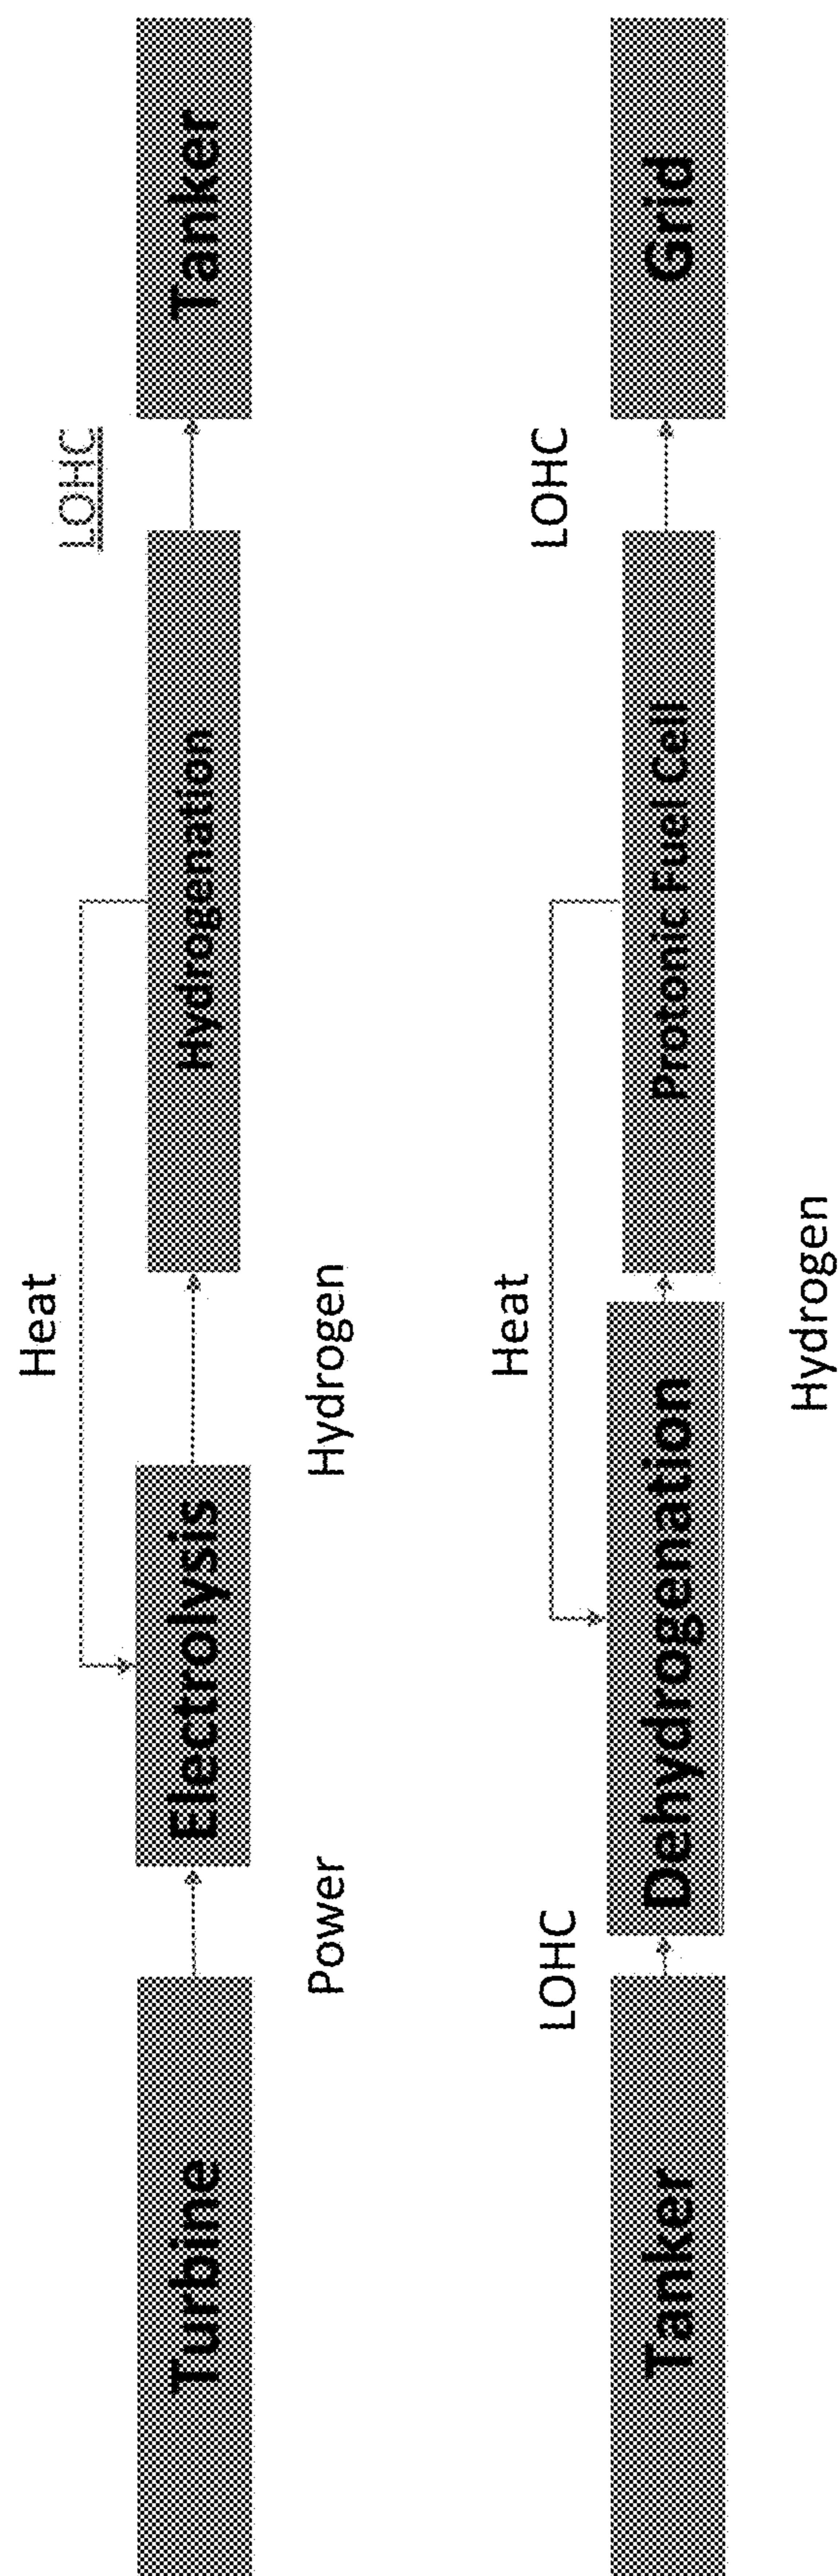 Heat
LOHC
Turbine
Electrolysis
Hydrogenation
Tanker
Power
Hydrogen
Heat
LOHC
LOHC
Tanker
Dehydrogenation
Protonic Fuel Cell
Grid
Hydrogen